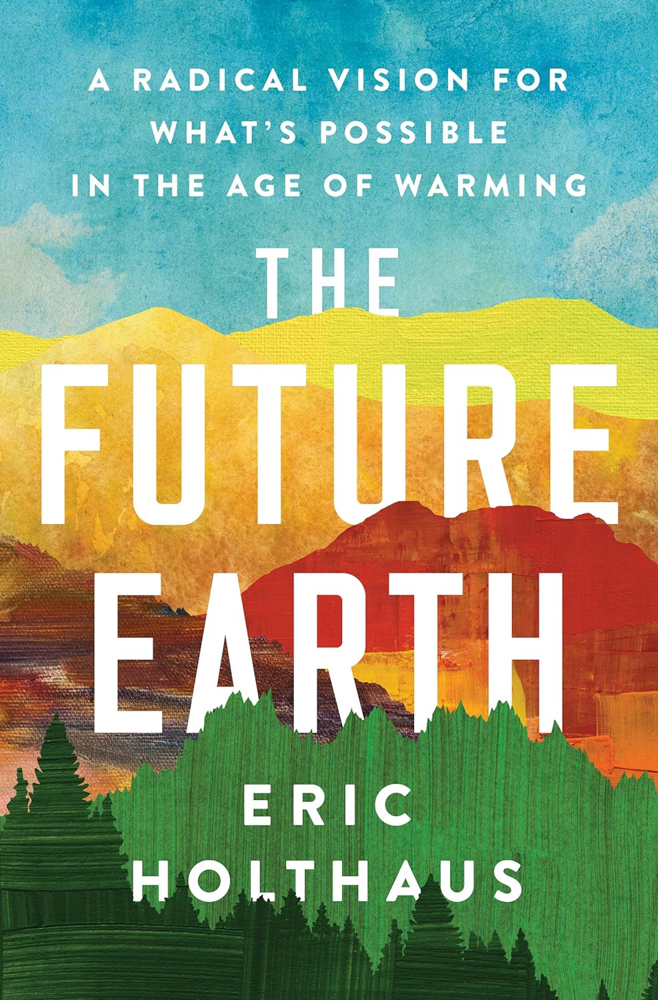 A RADICAL VISION FOR
WHAT'S POSSIBLE
IN THE AGE OF WARMING
THE
FUTURE
EARTH
ERIC
HOLTHAUS